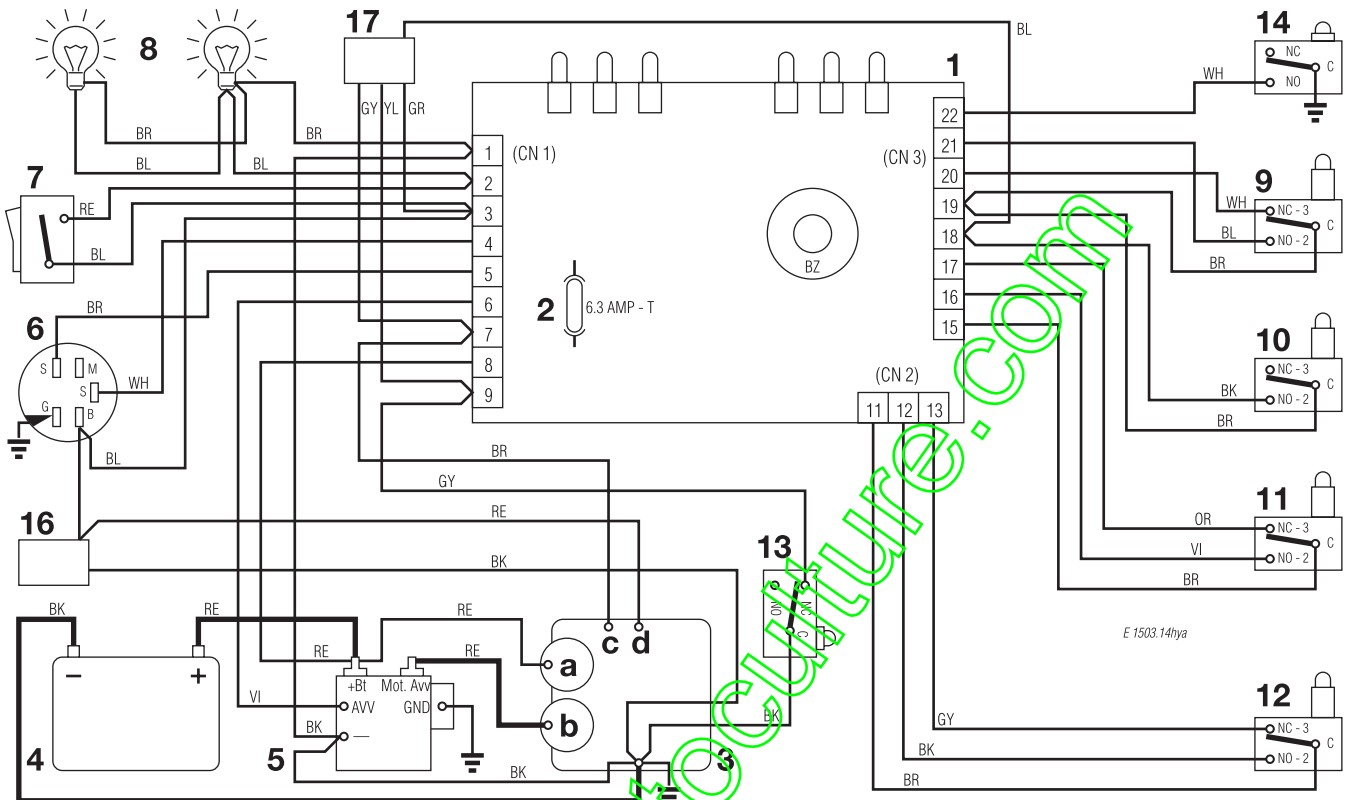 8
17
1
14
BL
NC
C
NO
WH
GY
YL
GR
BR
BR
BL
BL
7
RE
BL
1
2
3
4
5
6
7
8
9
(CN 1)
(CN 3)
22
21
20
19
18
17
16
15
BZ
2
6.3 AMP - T
(CN 2)
11
12
13
9
WH
NC - 3
C
BL
NO - 2
BR
10
NC - 3
C
BK
NO - 2
BR
6
BR
S
M
S
WH
G
B
BL
BR
GY
RE
BK
16
13
NO
NC
C
11
OR
NC - 3
C
VI
NO - 2
BR
E 1503.14hya
BK
RE
RE
RE
RE
c
d
a
b
+Bt
Mot. Avv
VI
AVV
GND
BK
BK
BK
4
5
3
12
GY
NC - 3
C
BK
NO - 2
BR
tocutture.com